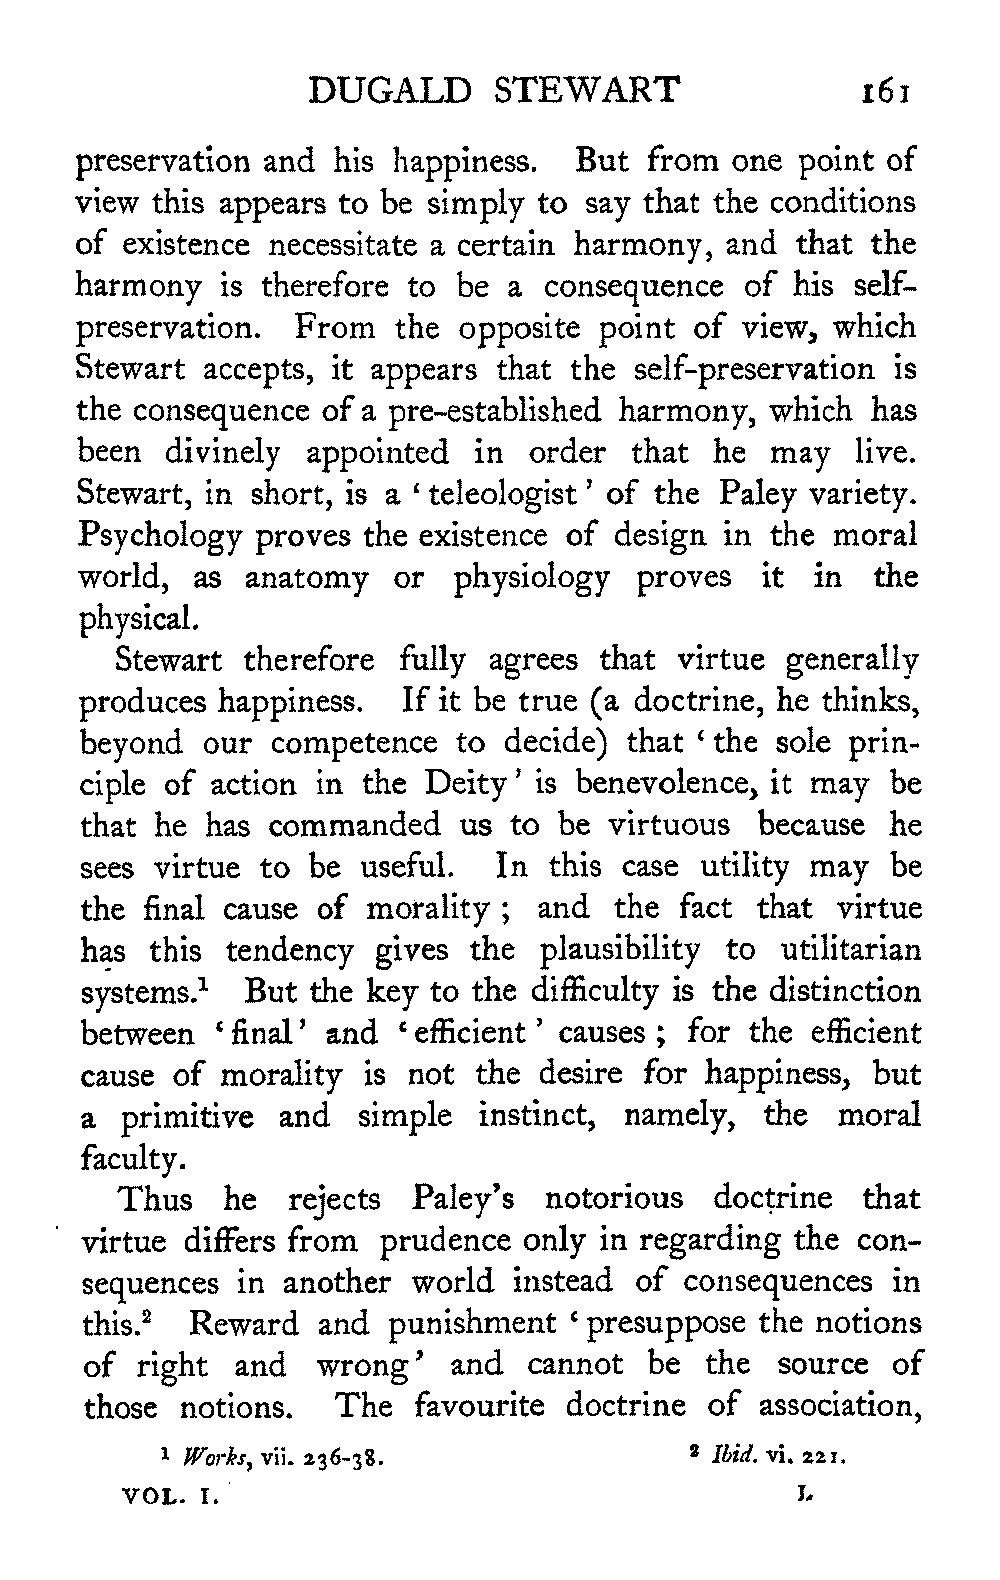 DUGALD STEWART 161
preservation and his happiness. But from one point of
view this appears to be simply to say that the conditions
of existence necessitate a certain harmony, and that the
harmony is therefore to be a consequence of his self-
preservation. From the opposite point of view, which
Stewart accepts, it appears that the self-preservation is
the consequence of a pre-established harmony, which has
been divinely appointed in order that he may live.
Stewart, in short, is a ‘ teleologist ’ of the Paley variety.
Psychology proves the existence of design in the moral
world, as anatomy or physiology proves it in the
physical.
Stewart therefore fully agrees that virtue generally
produces happiness. If it be true (a doctrine, he thinks,
beyond our competence to decide) that ‘ the sole prin-
ciple of action in the Deity ’ is benevolence, it may be
that he has commanded us to be virtuous because he
sees virtue to be useful. In this case utility may be
the final cause of morality ; and the fact that virtue
has this tendency gives the plausibility to utilitarian
systems.¹ But the key to the difficulty is the distinction
between ‘ final ’ and ‘ efficient ’ causes ; for the efficient
cause of morality is not the desire for happiness, but
a primitive and simple instinct, namely, the moral
faculty.
Thus he rejects Paley’s notorious doctrine that
virtue differs from prudence only in regarding the con-
sequences in another world instead of consequences in
this.² Reward and punishment ‘ presuppose the notions
of right and wrong ’ and cannot be the source of
those notions. The favourite doctrine of association,
¹ Works, vii. 236-38. ² Ibid. vi. 221.
VOL. I. L